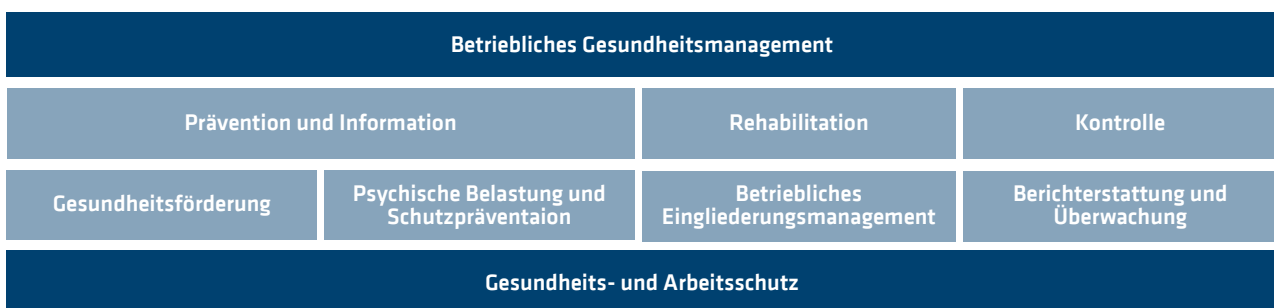 Betriebliches Gesundheitsmanagement
Prävention und Information
Rehabilitation
Kontrolle
Gesundheitsförderung
Psychische Belastung und
Schutzpräventaion
Betriebliches
Eingliederungsmanagement
Berichterstattung und
Überwachung
Gesundheits- und Arbeitsschutz